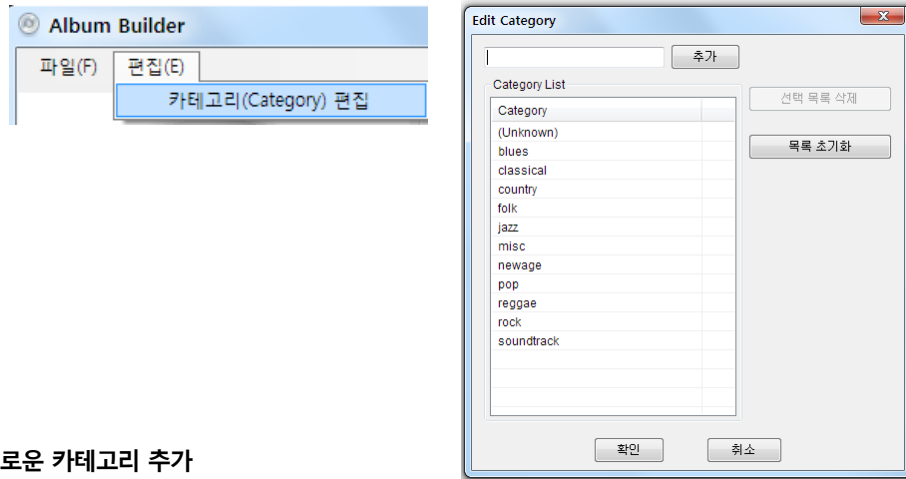 Album Builder
파일(F) 편집(E)
카테고리(Category) 편집
Edit Category
추가
Category List
선택 목록 삭제
Category
목록 초기화
(Unknown)
blues
classical
country
folk
jazz
misc
newage
pop
reggae
rock
soundtrack
확인 취소
로운 카테고리 추가